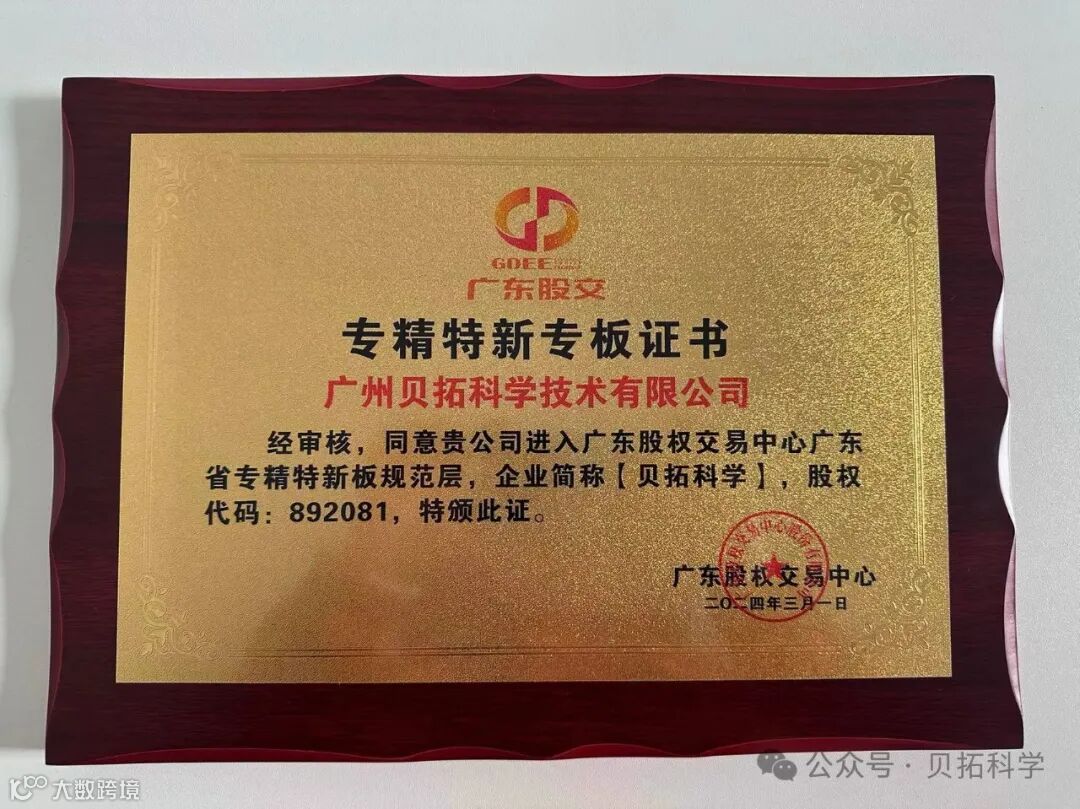 GDEE
广东股交
专精特新专板证书
广州贝拓科学技术有限公司
经审核，同意贵公司进入广东股权交易中心广东
省专精特新板规范层，企业简称【贝拓科学】，股权
代码：892081，特颁此证。
广东股权交易中心
二〇二四年三月一日
公众号·贝拓科学
大数跨境